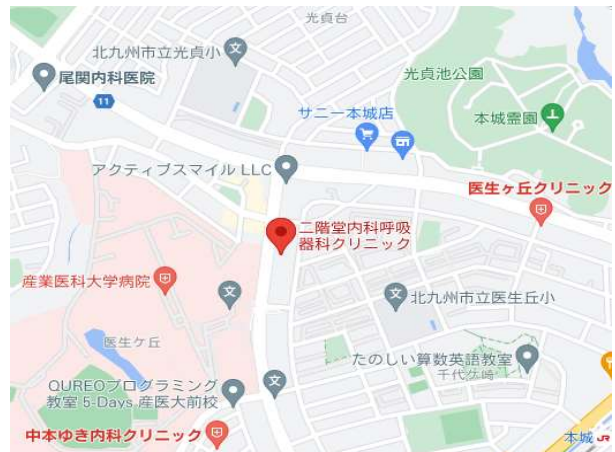 光貞台
北九州市立光貞小
尾関内科医院
光貞池公園
11
サニー本城店
本城霊園
アクティブスマイル LLC
医生ヶ丘クリニック
二階堂内科呼吸
器科クリニック
産業医科大学病院
文
文
北九州市立医生丘小
文
医生ケ丘
たのしい算数英語教室
千代ケ崎
QUREOプログラミング
教室 5-Days 産医大前校
文
中本ゆき内科クリニック
本城
JR